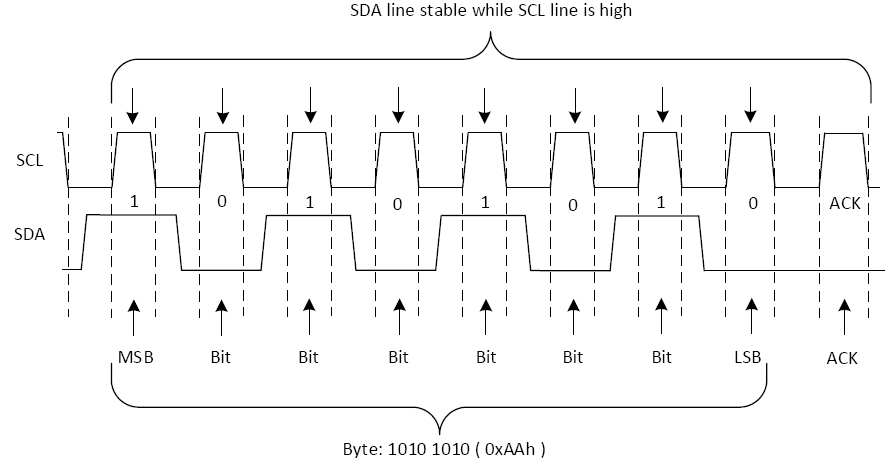 SDA line stable while SCL line is high
SCL
1 0 1 0 1 0 1 0 ACK
SDA
MSB Bit Bit Bit Bit Bit Bit LSB ACK
Byte: 1010 1010 ( 0xAAh )